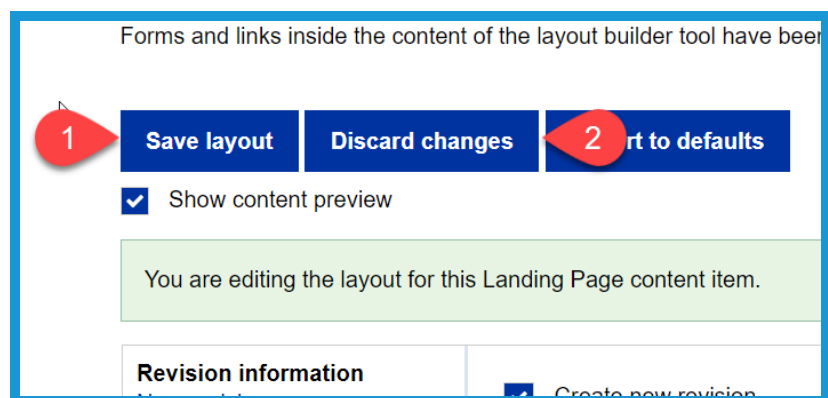 Forms and links inside the content of the layout builder tool have been
1 Save layout Discard changes 2 rt to defaults
Show content preview
You are editing the layout for this Landing Page content item.
Revision information
Create new revision